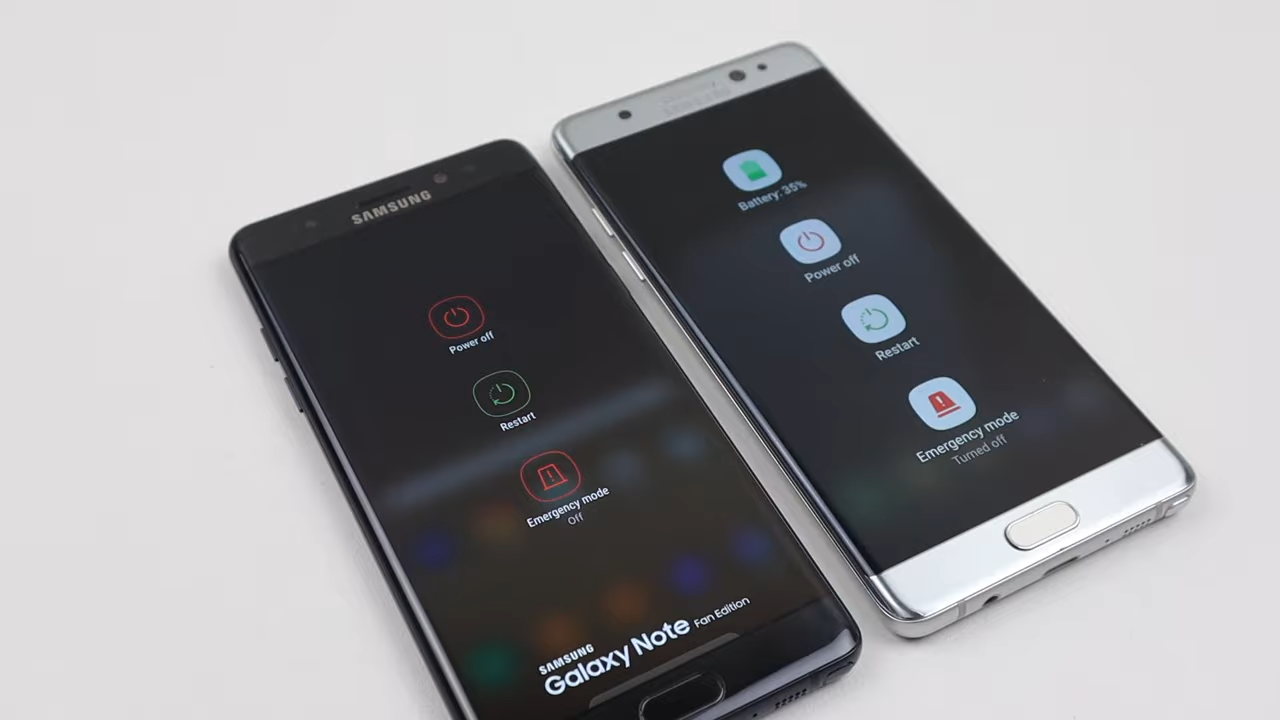 SAMSUNG
Power off
Restart
Emergency mode
Off
SAMSUNG
Galaxy Note Fan Edition
SAMSUNG
Battery: 35%
Power off
Restart
Emergency mode
Turned off